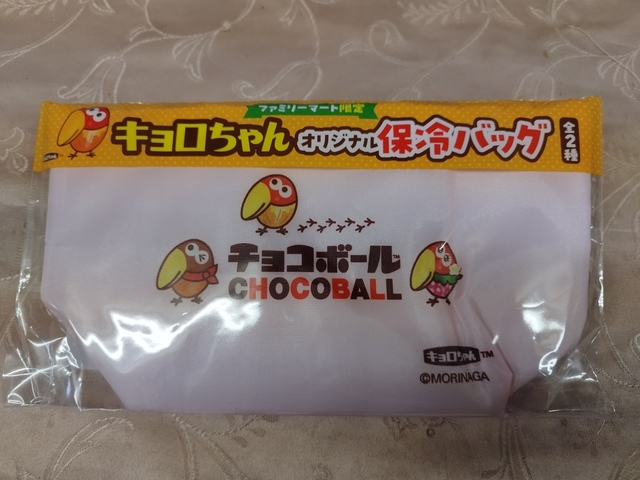 ファミリーマート限定
キョロちゃん オリジナル 保冷バッグ 全2種
チョコボール™
CHOCOBALL
キョロちゃん™
©MORINAGA